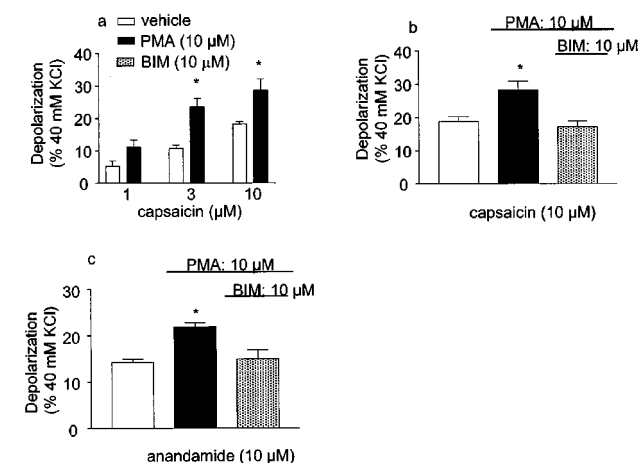 a
vehicle
PMA (10 µM)
BIM (10 µM)
Depolarization
(% 40 mM KCl)
40
30
20
10
0
*
*
1
3
10
capsaicin (µM)
b
PMA: 10 µM
BIM: 10 µM
Depolarization
(% 40 mM KCl)
40
30
20
10
0
*
capsaicin (10 µM)
c
PMA: 10 µM
BIM: 10 µM
Depolarization
(% 40 mM KCl)
30
20
10
0
*
anandamide (10 µM)